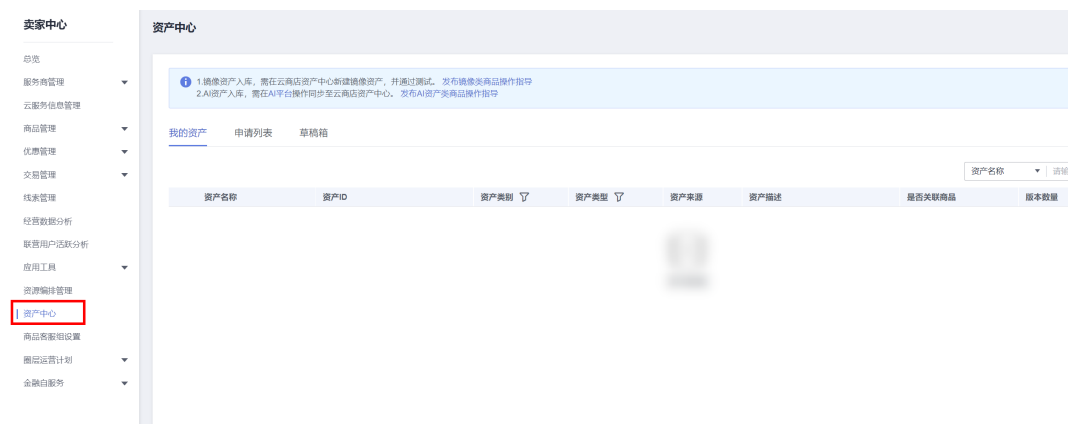 卖家中心
总览
服务商管理
云服务信息管理
商品管理
优惠管理
交易管理
线索管理
经营数据分析
联营用户活跃分析
应用工具
资源编排管理
资产中心
商品客服组设置
圈层运营计划
金融自服务
资产中心
1.镜像资产入库，需在云商店资产中心新建镜像资产，并通过测试。 发布镜像类商品操作指导
2.AI资产入库，需在AI平台操作同步至云商店资产中心。 发布AI资产类商品操作指导
我的资产 申请列表 草稿箱
资产名称 请输
资产名称 资产ID 资产类别 资产类型 资产来源 资产描述 是否关联商品 版本数量